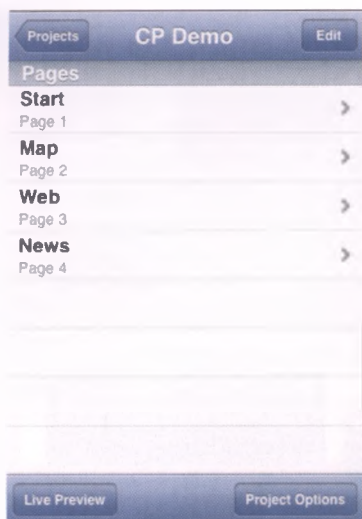 Projects CP Demo Edit
Pages
Start
Page 1
Map
Page 2
Web
Page 3
News
Page 4
Live Preview Project Options